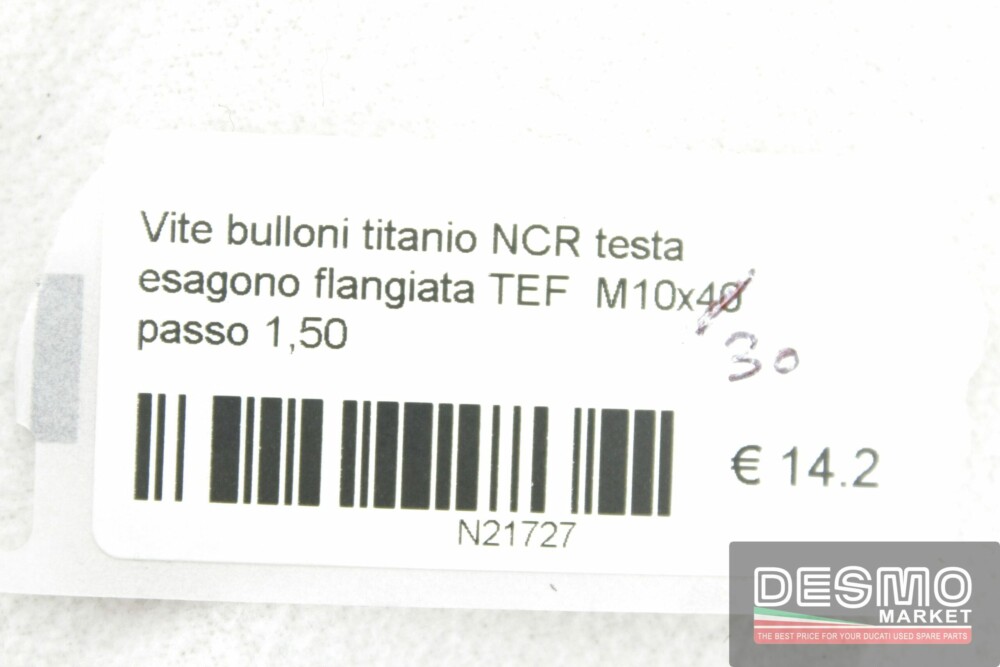 Vite bulloni titanio NCR testa
esagono flangiata TEF M10x40
30
passo 1,50
€ 14.2
N21727
DESMO
MARKET
THE BEST PRICE FOR YOUR DUCATI USED SPARE PARTS